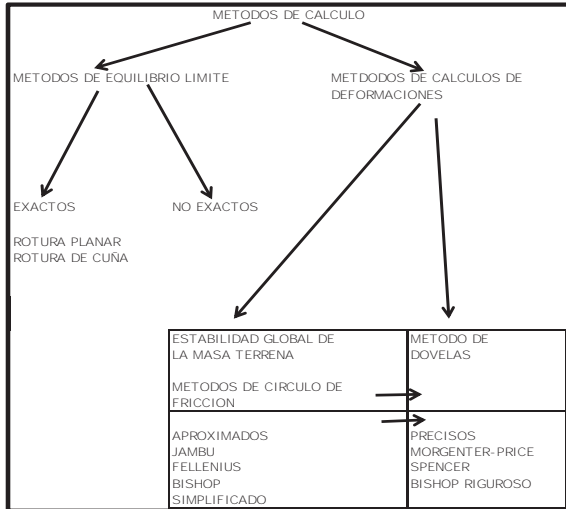 METODOS DE CALCULO
METODOS DE EQUILIBRIO LIMITE
METDODOS DE CALCULOS DE
DEFORMACIONES
EXACTOS
NO EXACTOS
ROTURA PLANAR
ROTURA DE CUÑA
ESTABILIDAD GLOBAL DE
LA MASA TERRENA
METODO DE
DOVELAS
METODOS DE CIRCULO DE
FRICCION
APROXIMADOS
JAMBU
FELLENIUS
BISHOP
SIMPLIFICADO
PRECISOS
MORGENTER-PRICE
SPENCER
BISHOP RIGUROSO